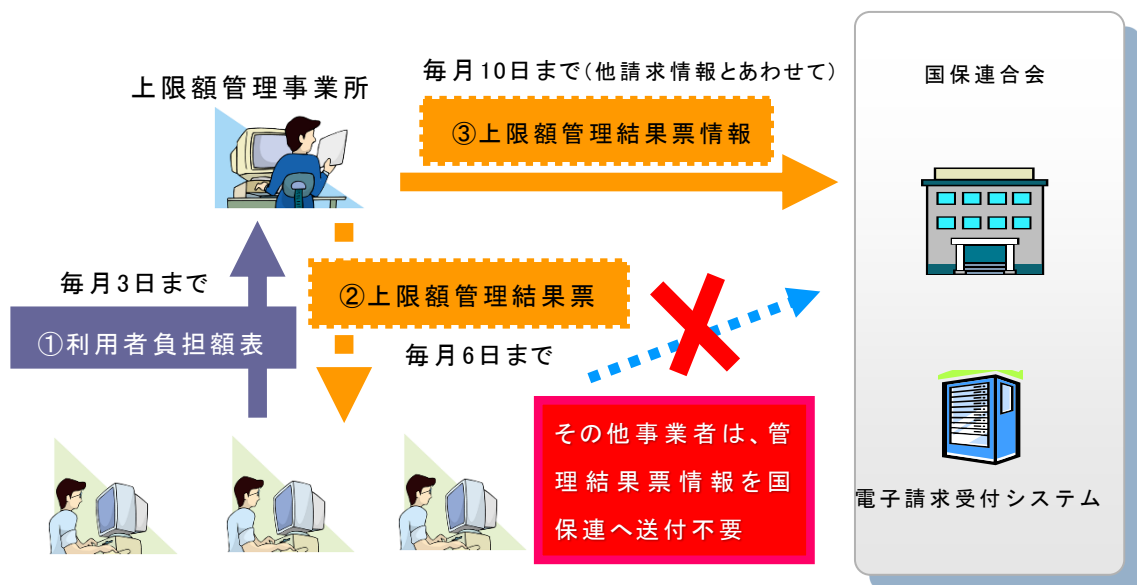 毎月10日まで(他請求情報とあわせて)
上限額管理事業所
③上限額管理結果票情報
国保連合会
毎月3日まで
②上限額管理結果票
①利用者負担額表
毎月6日まで
その他事業者は、管
理結果票情報を国
保連へ送付不要
電子請求受付システム